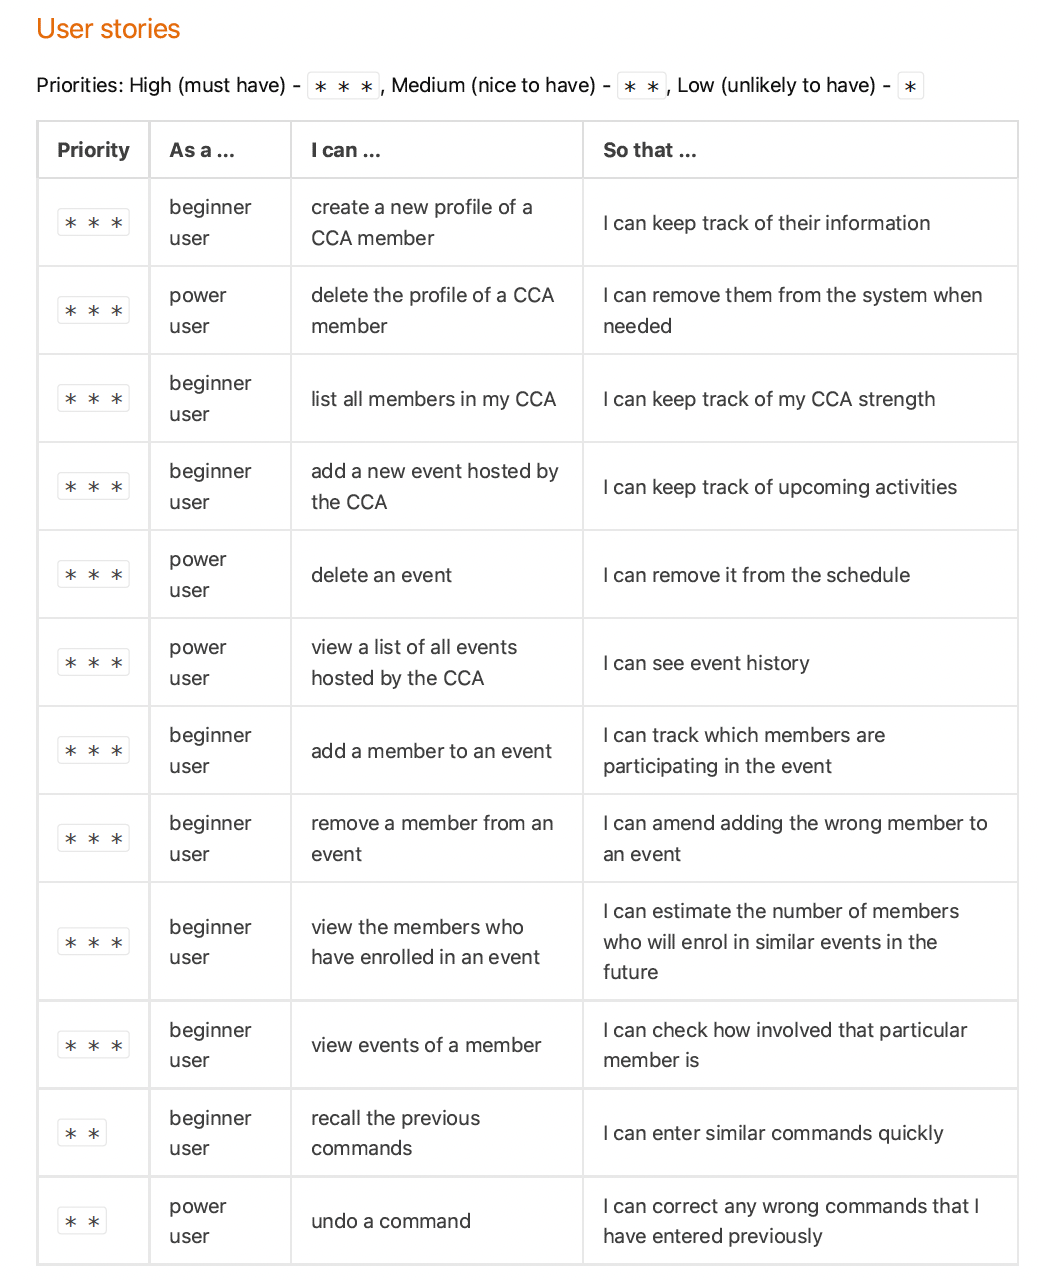 User stories
Priorities: High (must have) - * * *, Medium (nice to have) - * *, Low (unlikely to have) - *
Priority As a ... I can ... So that ...
* * * beginner user create a new profile of a CCA member I can keep track of their information
* * * power user delete the profile of a CCA member I can remove them from the system when needed
* * * beginner user list all members in my CCA I can keep track of my CCA strength
* * * beginner user add a new event hosted by the CCA I can keep track of upcoming activities
* * * power user delete an event I can remove it from the schedule
* * * power user view a list of all events hosted by the CCA I can see event history
* * * beginner user add a member to an event I can track which members are participating in the event
* * * beginner user remove a member from an event I can amend adding the wrong member to an event
* * * beginner user view the members who have enrolled in an event I can estimate the number of members who will enrol in similar events in the future
* * * beginner user view events of a member I can check how involved that particular member is
* * beginner user recall the previous commands I can enter similar commands quickly
* * power user undo a command I can correct any wrong commands that I have entered previously